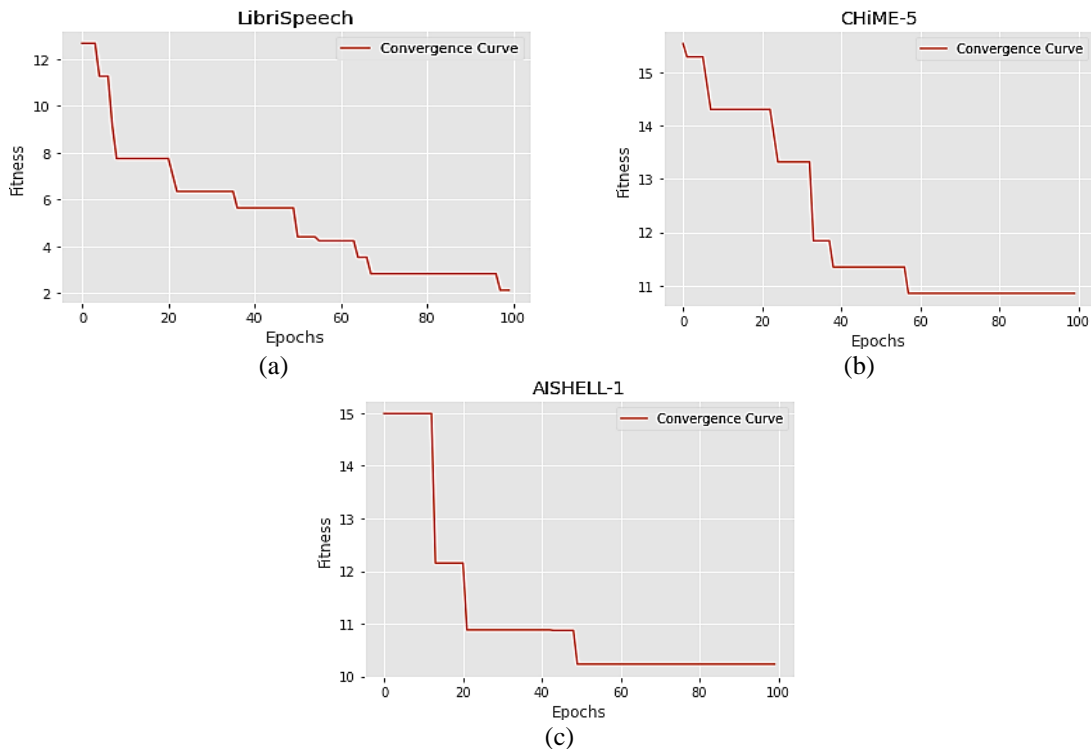 LibriSpeech
Convergence Curve
12
10
8
6
4
2
Fitness
0 20 40 60 80 100
Epochs
(a)
CHiME-5
Convergence Curve
15
14
13
12
11
Fitness
0 20 40 60 80 100
Epochs
(b)
AISHELL-1
Convergence Curve
15
14
13
12
11
10
Fitness
0 20 40 60 80 100
Epochs
(c)